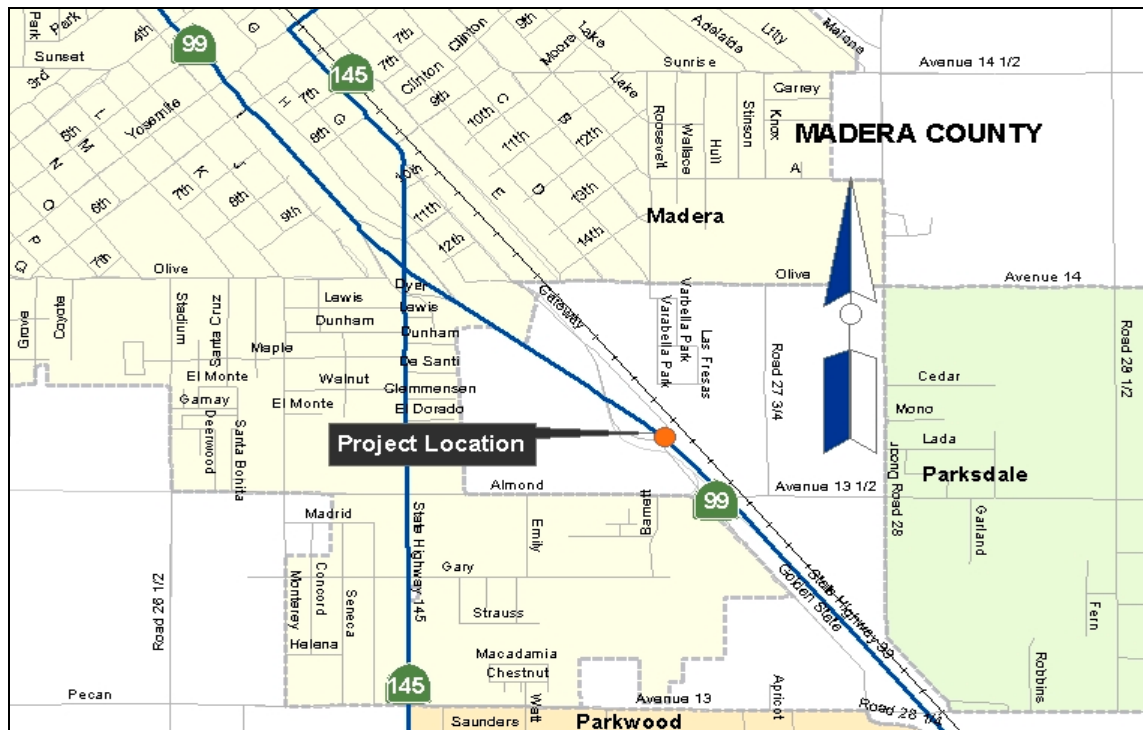 Park
Park
4th
G
7th
Clinton
9th
Moore
Lake
Adelaide
Lilly
Malone
99
Sunset
3rd
145
7th
Clinton
Sunrise
Avenue 14 1/2
Yosemite
5th
L
M
N
O
P
Q
I
H
7th
G
8th
9th
Lake
10th
C
11th
B
12th
Roosevelt
Wallace
Hull
Stinson
Carrey
Knox
A
MADERA COUNTY
7th
K
J
8th
9th
6th
7th
10th
11th
12th
E
D
13th
14th
Madera
Olive
Olive
Avenue 14
Dyer
Gateway
Grove
Coyote
Stadium
Santa Cruz
Lewis
Lewis
Dunham
Dunham
Maple
De Santi
El Monte
Walnut
Clemmensen
Gamay
El Monte
El Dorado
Deerwood
Santa Bonita
Varbella Park
Varabella Park
Las Fresas
Road 27 3/4
Road 28 1/2
Cedar
Mono
Lada
Project Location
Parksdale
Road 28
Almond
Avenue 13 1/2
99
Madrid
Emily
Barnett
Garland
Road 26 1/2
Monterey
Concord
Seneca
Helena
State Highway 145
Gary
Strauss
Golden State
State Highway 99
Fern
Macadamia
Chestnut
Robbins
145
Pecan
Watt
Avenue 13
Apricot
Road 28 1/4
Saunders
Parkwood